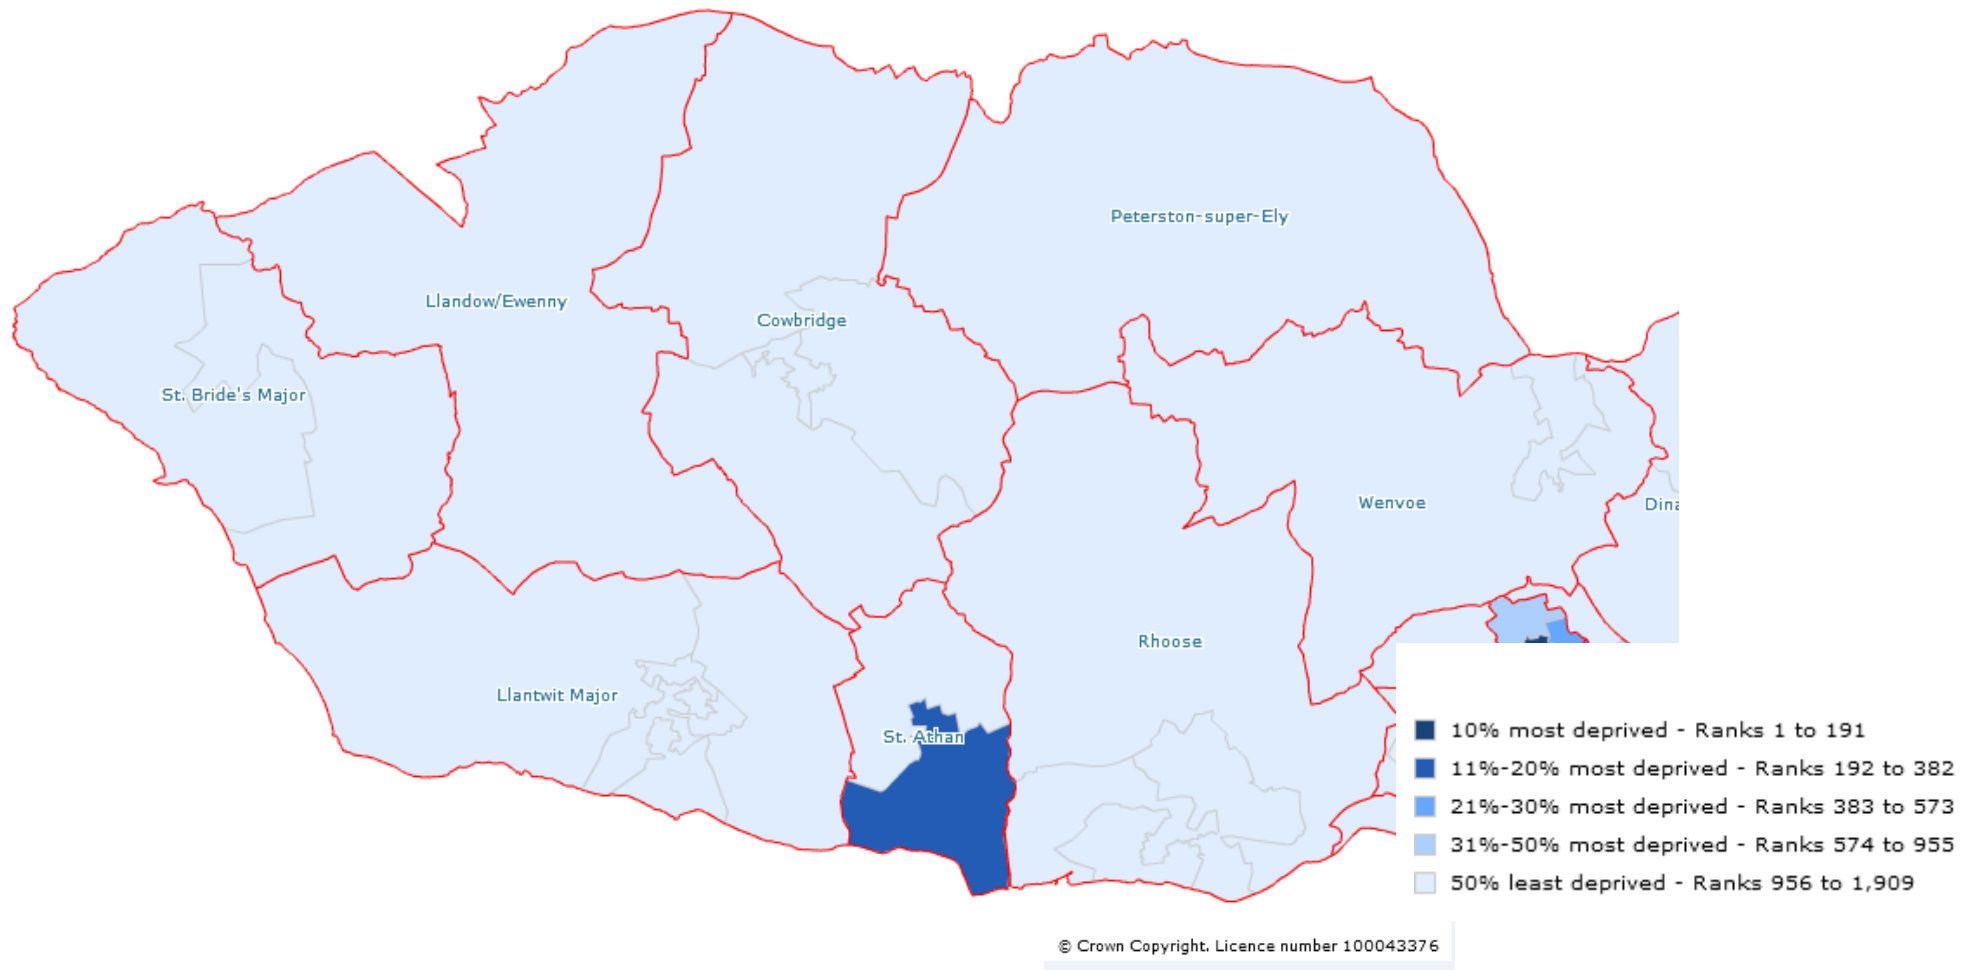 Peterston-super-Ely
Llandow/Ewenny
Cowbridge
St. Bride's Major
Wenvoe
Dina
Rhoose
Llantwit Major
St. Athan
10% most deprived - Ranks 1 to 191
11%-20% most deprived - Ranks 192 to 382
21%-30% most deprived - Ranks 383 to 573
31%-50% most deprived - Ranks 574 to 955
50% least deprived - Ranks 956 to 1,909
© Crown Copyright. Licence number 100043376